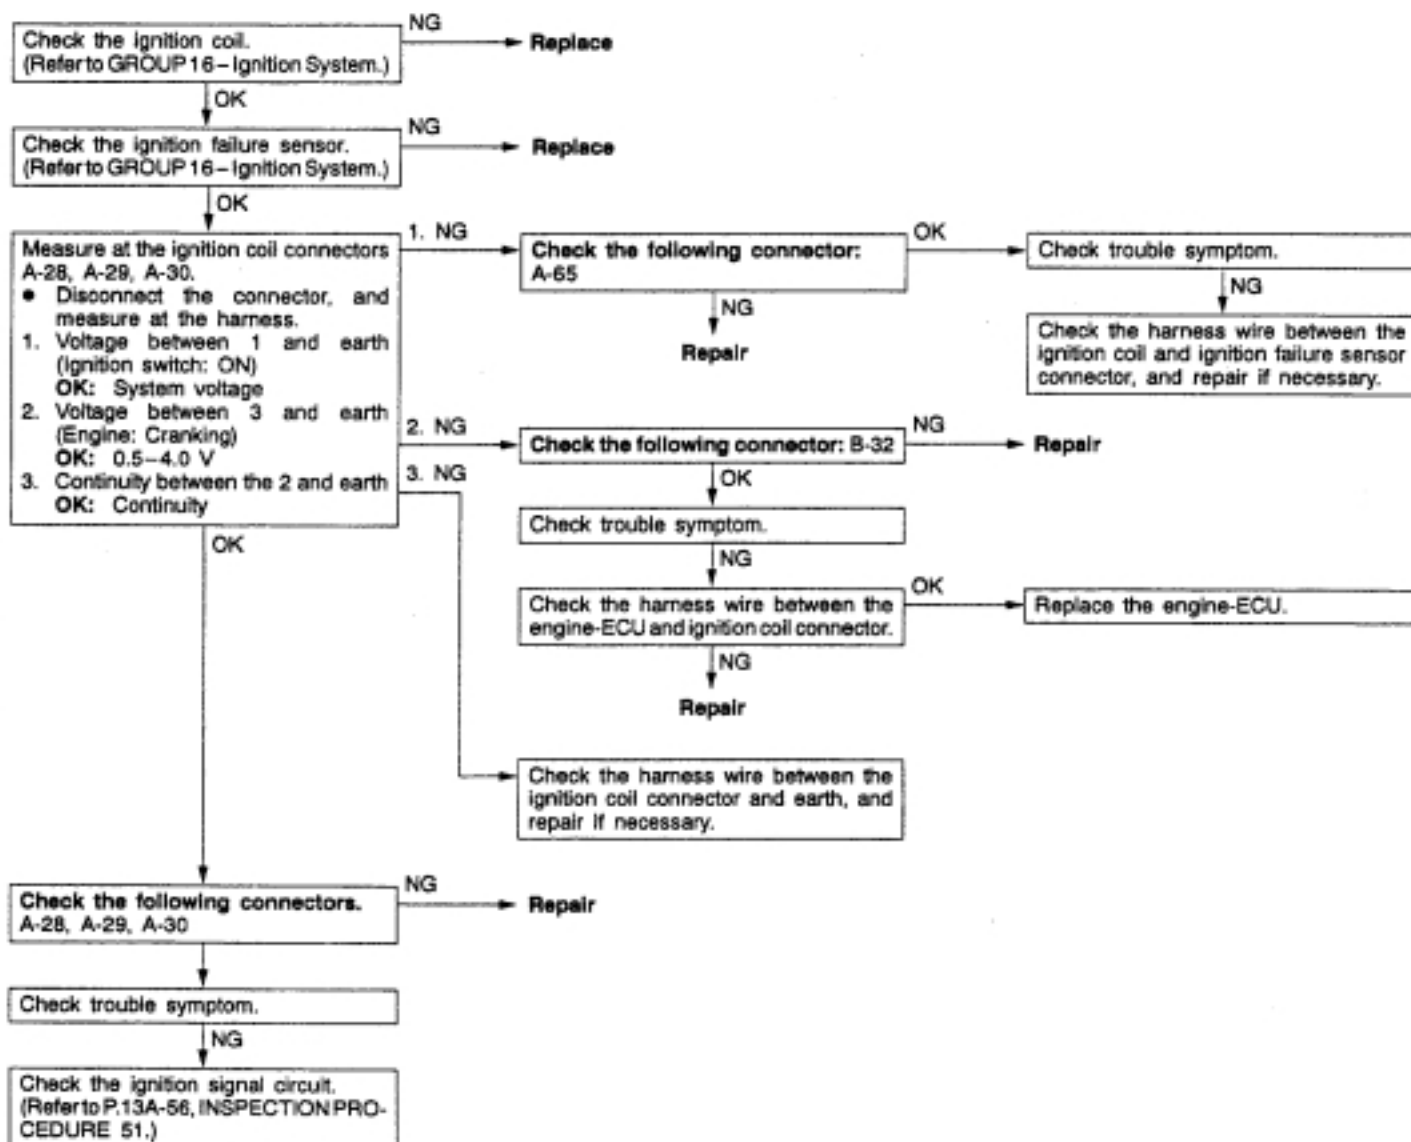 Check the ignition coil.
(Refer to GROUP 16 – Ignition System.)
NG
Replace
OK
Check the ignition failure sensor.
(Refer to GROUP 16 – Ignition System.)
NG
Replace
OK
Measure at the ignition coil connectors
A-28, A-29, A-30.
● Disconnect the connector, and
measure at the harness.
1. Voltage between 1 and earth
(Ignition switch: ON)
OK: System voltage
2. Voltage between 3 and earth
(Engine: Cranking)
OK: 0.5–4.0 V
3. Continuity between the 2 and earth
OK: Continuity
1. NG
Check the following connector:
A-65
OK
Check trouble symptom.
NG
Check the harness wire between the
ignition coil and ignition failure sensor
connector, and repair if necessary.
NG
Repair
2. NG
Check the following connector: B-32
NG
Repair
OK
Check trouble symptom.
NG
Check the harness wire between the
engine-ECU and ignition coil connector.
OK
Replace the engine-ECU.
NG
Repair
3. NG
Check the harness wire between the
ignition coil connector and earth, and
repair if necessary.
OK
Check the following connectors.
A-28, A-29, A-30
NG
Repair
Check trouble symptom.
NG
Check the ignition signal circuit.
(Refer to P.13A-56, INSPECTION PRO-
CEDURE 51.)